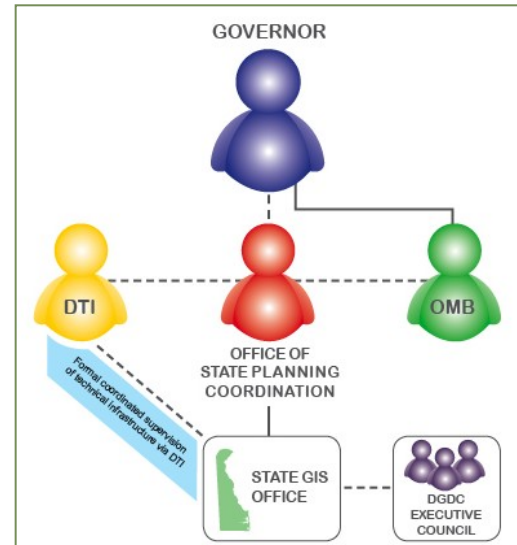 GOVERNOR
DTI
OMB
OFFICE OF
STATE PLANNING
COORDINATION
Formal coordinated supervision
of technical infrastructure via DTI
STATE GIS
OFFICE
DGDC
EXECUTIVE
COUNCIL